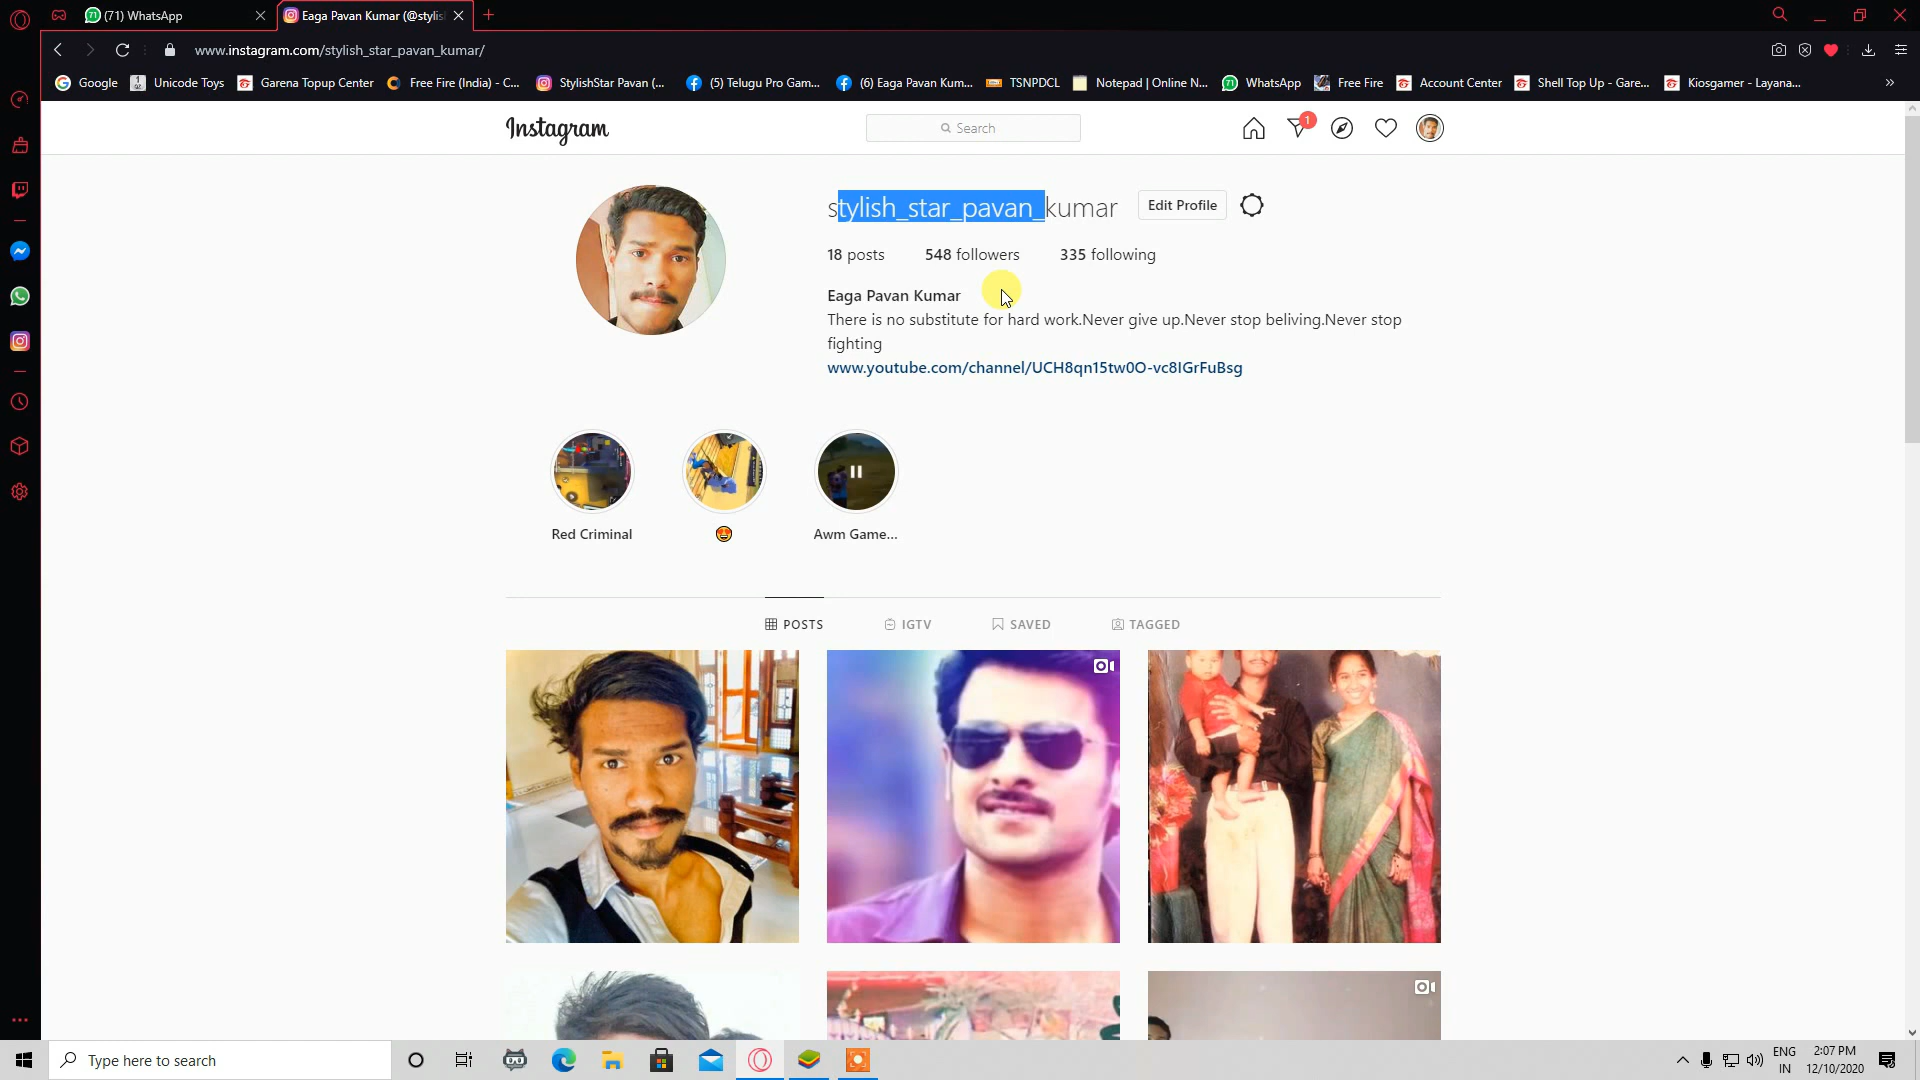 (71) WhatsApp
Eaga Pavan Kumar (@stylis
www.instagram.com/stylish_star_pavan_kumar/
Google
Unicode Toys
Garena Topup Center
Free Fire (India) - C...
StylishStar Pavan (...
(5) Telugu Pro Gam...
(6) Eaga Pavan Kum...
TSNPDCL
Notepad | Online N...
WhatsApp
Free Fire
Account Center
Shell Top Up - Gare...
Kiosgamer - Layana...
Instagram
Search
1
stylish_star_pavan_kumar
Edit Profile
18 posts
548 followers
335 following
Eaga Pavan Kumar
There is no substitute for hard work.Never give up.Never stop beliving.Never stop
fighting
www.youtube.com/channel/UCH8qn15tw0O-vc8IGrFuBsg
Red Criminal
😍
Awm Game...
POSTS
IGTV
SAVED
TAGGED
Type here to search
ENG
IN
2:07 PM
12/10/2020